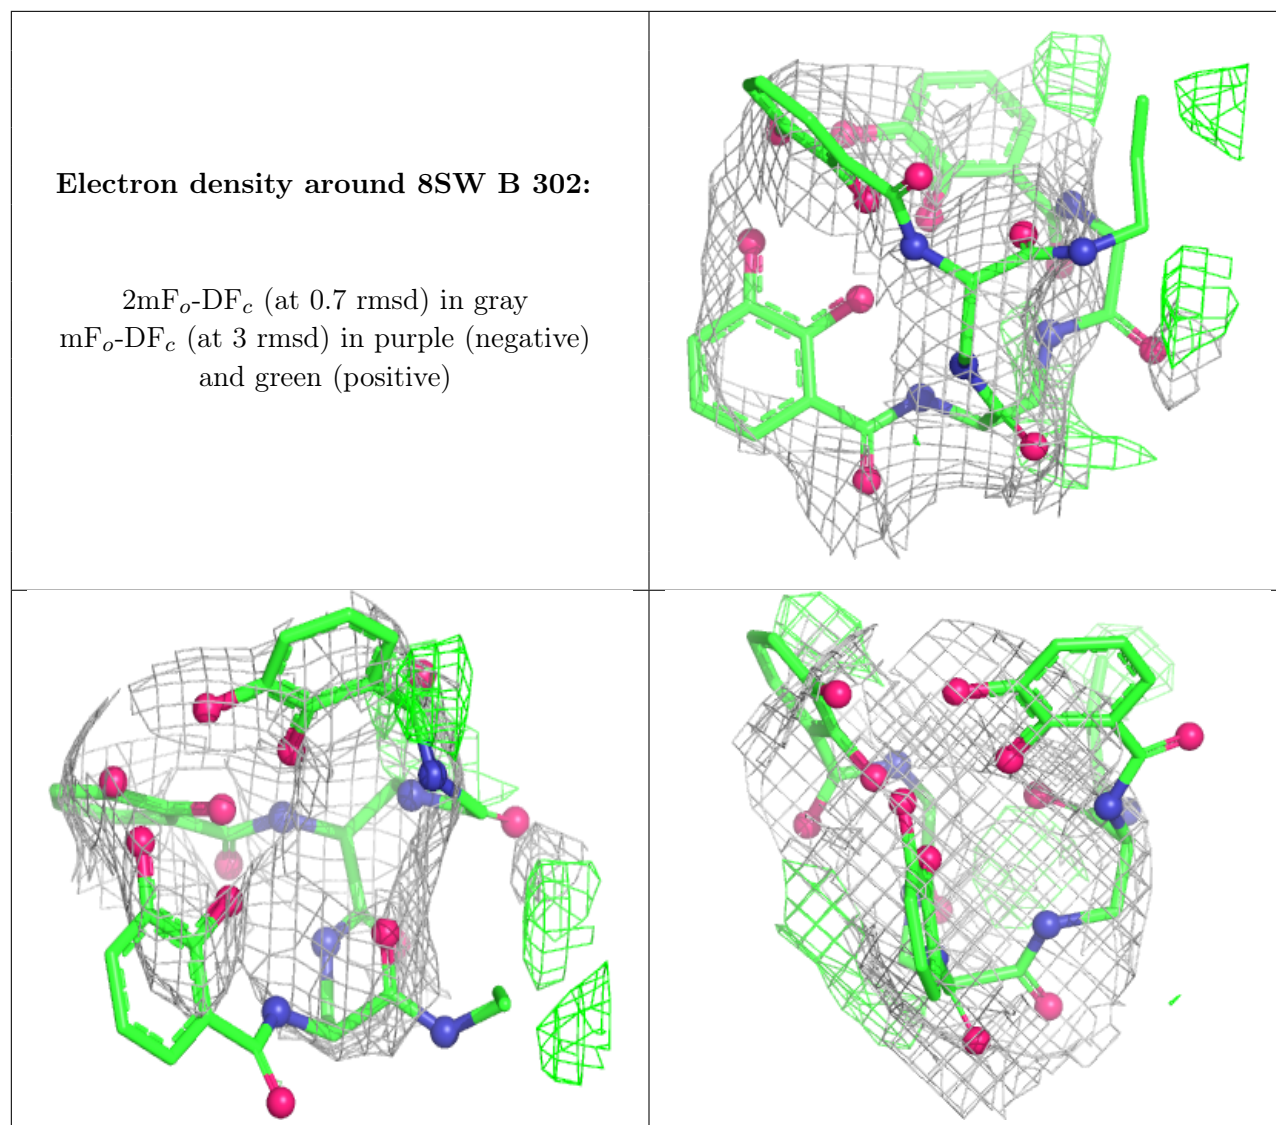 Electron density around 8SW B 302:
2mFo-DFc (at 0.7 rmsd) in gray
mFo-DFc (at 3 rmsd) in purple (negative)
and green (positive)